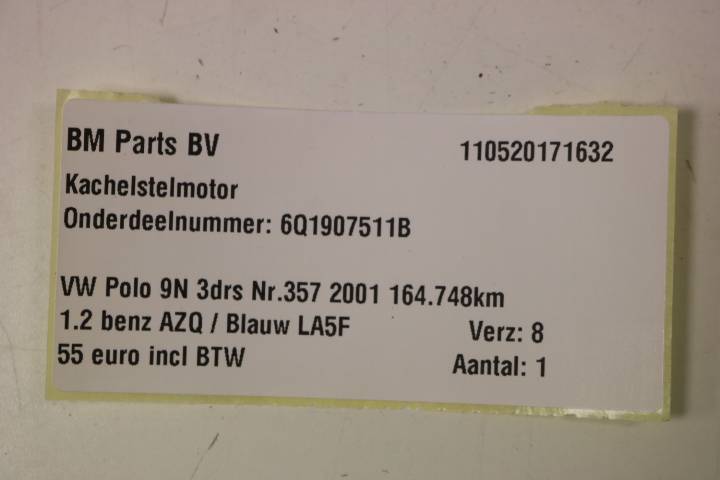 BM Parts BV 110520171632
Kachelstelmotor
Onderdeelnummer: 6Q1907511B
VW Polo 9N 3drs Nr.357 2001 164.748km
1.2 benz AZQ / Blauw LA5F Verz: 8
55 euro incl BTW Aantal: 1